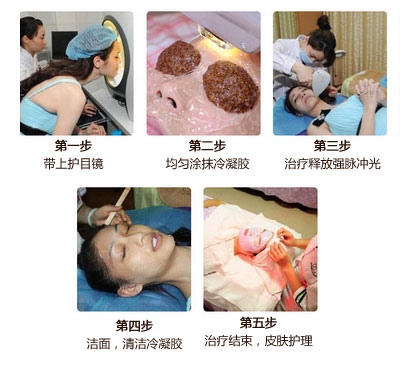 第一步
带上护目镜
第二步
均匀涂抹冷凝胶
第三步
治疗释放强脉冲光
第四步
洁面，清洁冷凝胶
第五步
治疗结束，皮肤护理